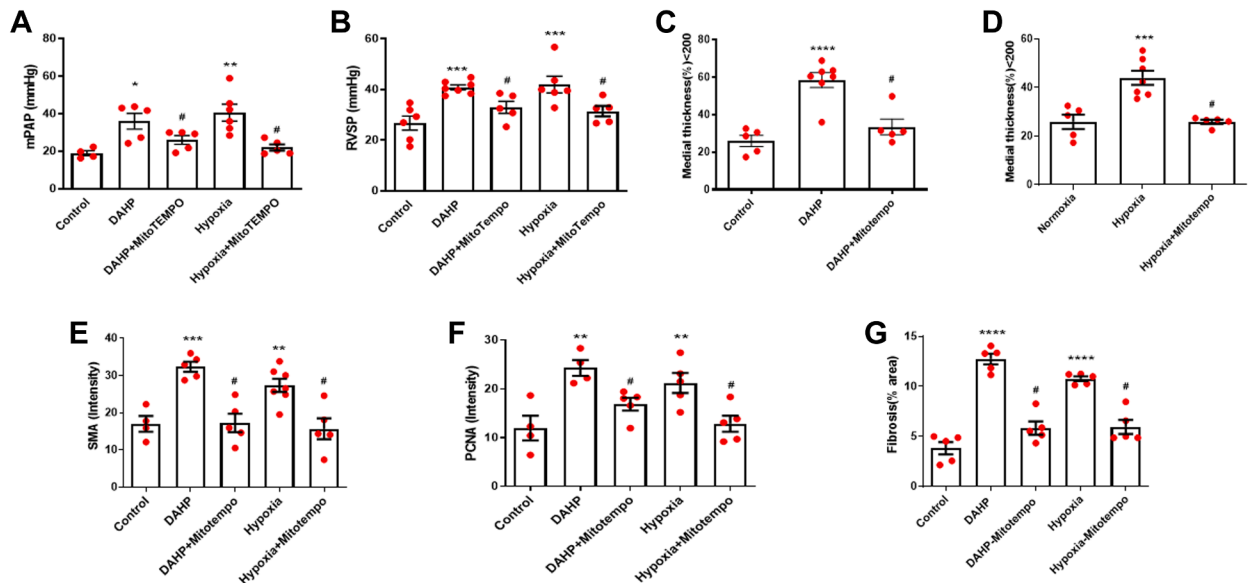 A
mPAP (mmHg)
80
60
40
20
0
*
#
**
#
Control
DAHP
DAHP+MitoTEMPO
Hypoxia
Hypoxia+MitoTEMPO
B
RVSP (mmHg)
60
40
20
0
***
#
***
#
Control
DAHP
DAHP+MitoTempo
Hypoxia
Hypoxia+MitoTempo
C
Medial thickness(%)<200
80
60
40
20
0
****
#
Control
DAHP
DAHP+Mitotempo
D
Medial thickness(%)<200
60
40
20
0
***
#
Normoxia
Hypoxia
Hypoxia+Mitotempo
E
SMA (Intensity)
40
30
20
10
0
***
#
**
#
Control
DAHP
DAHP+Mitotempo
Hypoxia
Hypoxia+Mitotempo
F
PCNA (Intensity)
30
20
10
0
**
#
**
#
Control
DAHP
DAHP+Mitotempo
Hypoxia
Hypoxia+Mitotempo
G
Fibrosis(% area)
15
10
5
0
****
#
****
#
Control
DAHP
DAHP-Mitotempo
Hypoxia
Hypoxia-Mitotempo